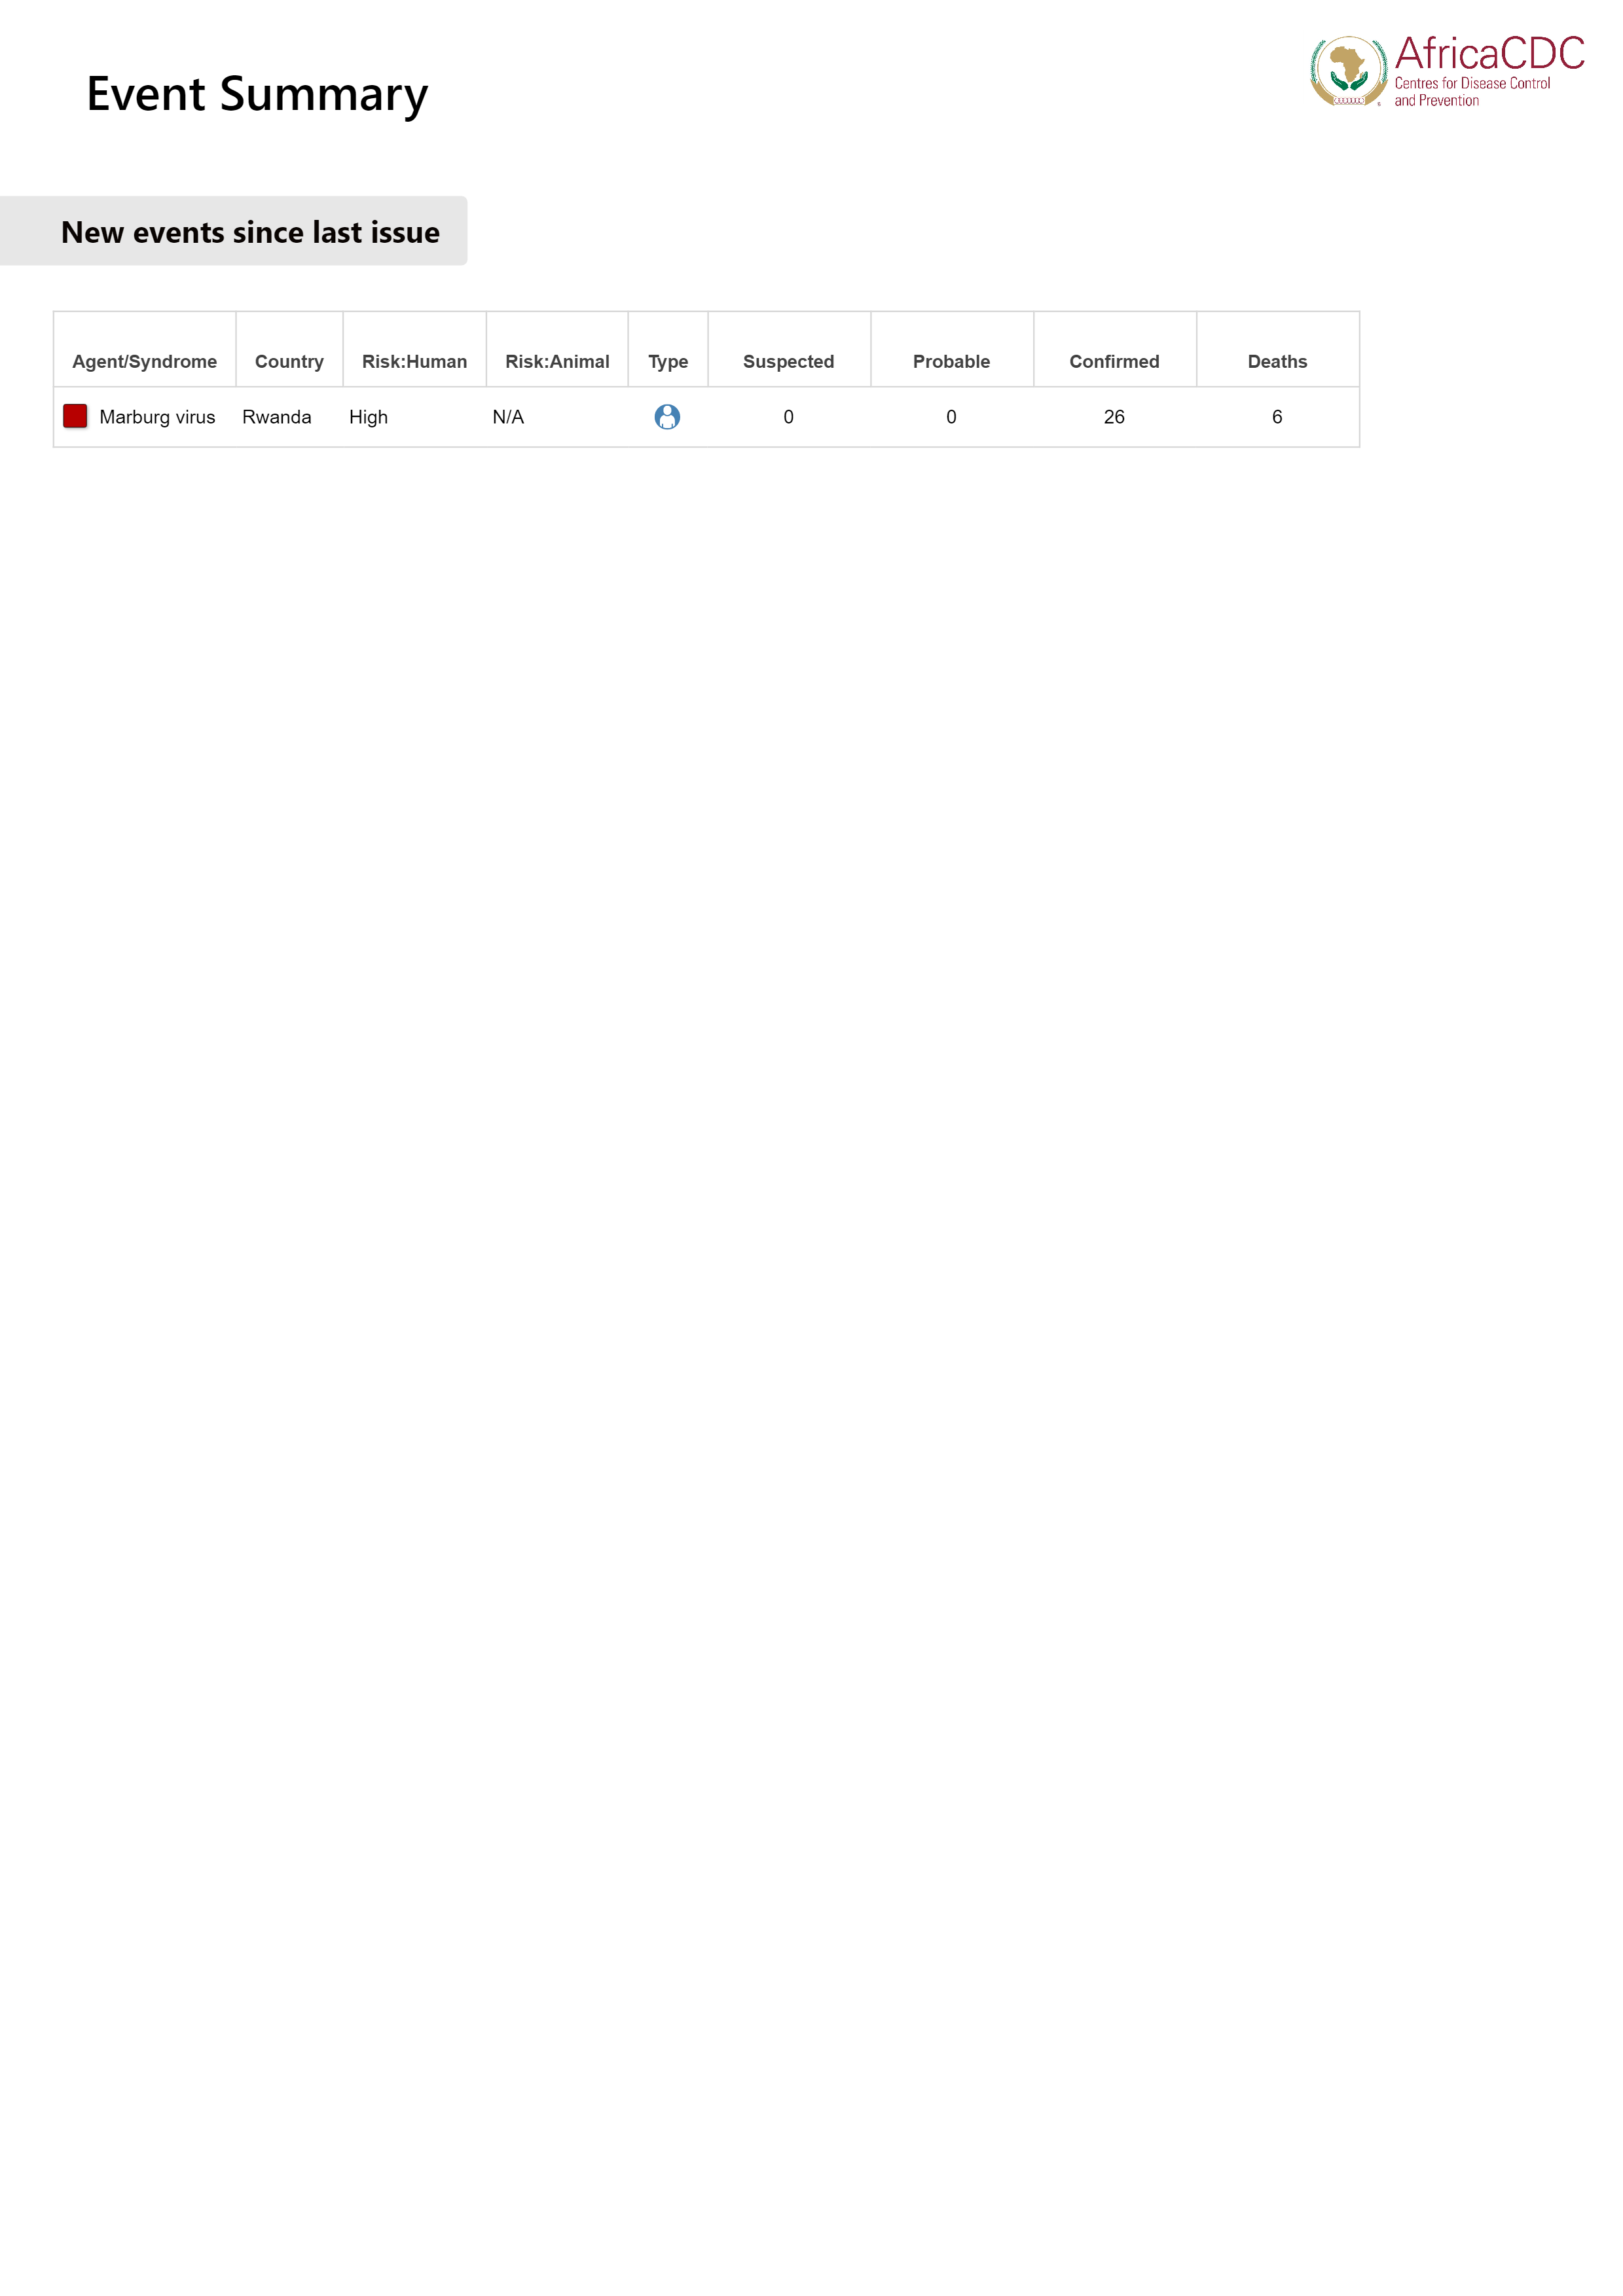 Event Summary
AfricaCDC
Centres for Disease Control
and Prevention
New events since last issue
Agent/Syndrome Country Risk:Human Risk:Animal Type Suspected Probable Confirmed Deaths
Marburg virus Rwanda High N/A 0 0 26 6